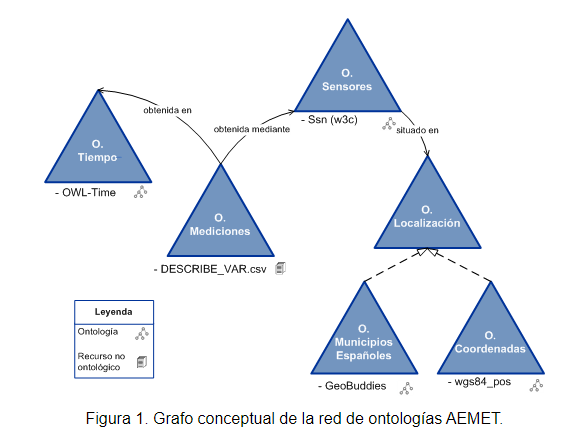 O.
Sensores
- Ssn (w3c)
obtenida en
obtenida mediante
situado en
O.
Tiempo
- OWL-Time
O.
Mediciones
- DESCRIBE_VAR.csv
O.
Localización
O.
Municipios
Españoles
- GeoBuddies
O.
Coordenadas
- wgs84_pos
Leyenda
Ontología
Recurso no
ontológico
Figura 1. Grafo conceptual de la red de ontologías AEMET.